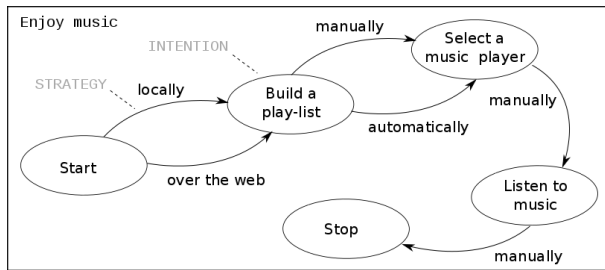 Enjoy music
manually
Select a
music player
INTENTION
STRATEGY
locally
Build a
play-list
manually
automatically
Start
over the web
Listen to
music
Stop
manually